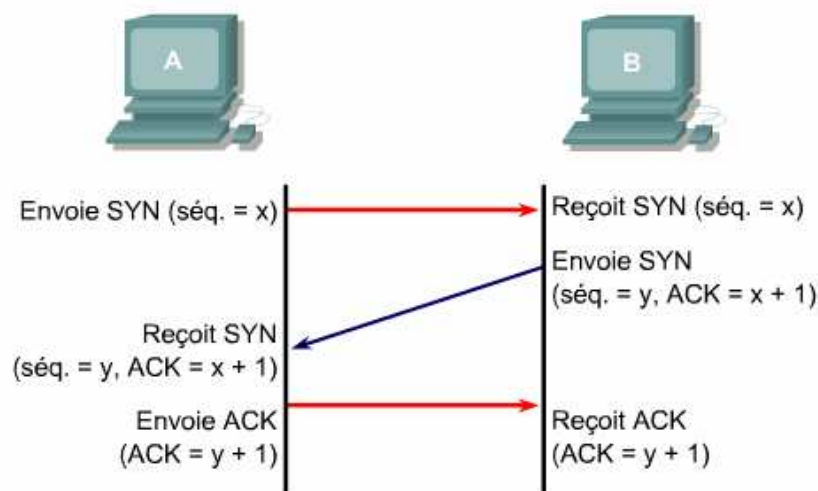 A
B
Envoie SYN (séq. = x)
Reçoit SYN (séq. = x)
Envoie SYN
(séq. = y, ACK = x + 1)
Reçoit SYN
(séq. = y, ACK = x + 1)
Envoie ACK
(ACK = y + 1)
Reçoit ACK
(ACK = y + 1)